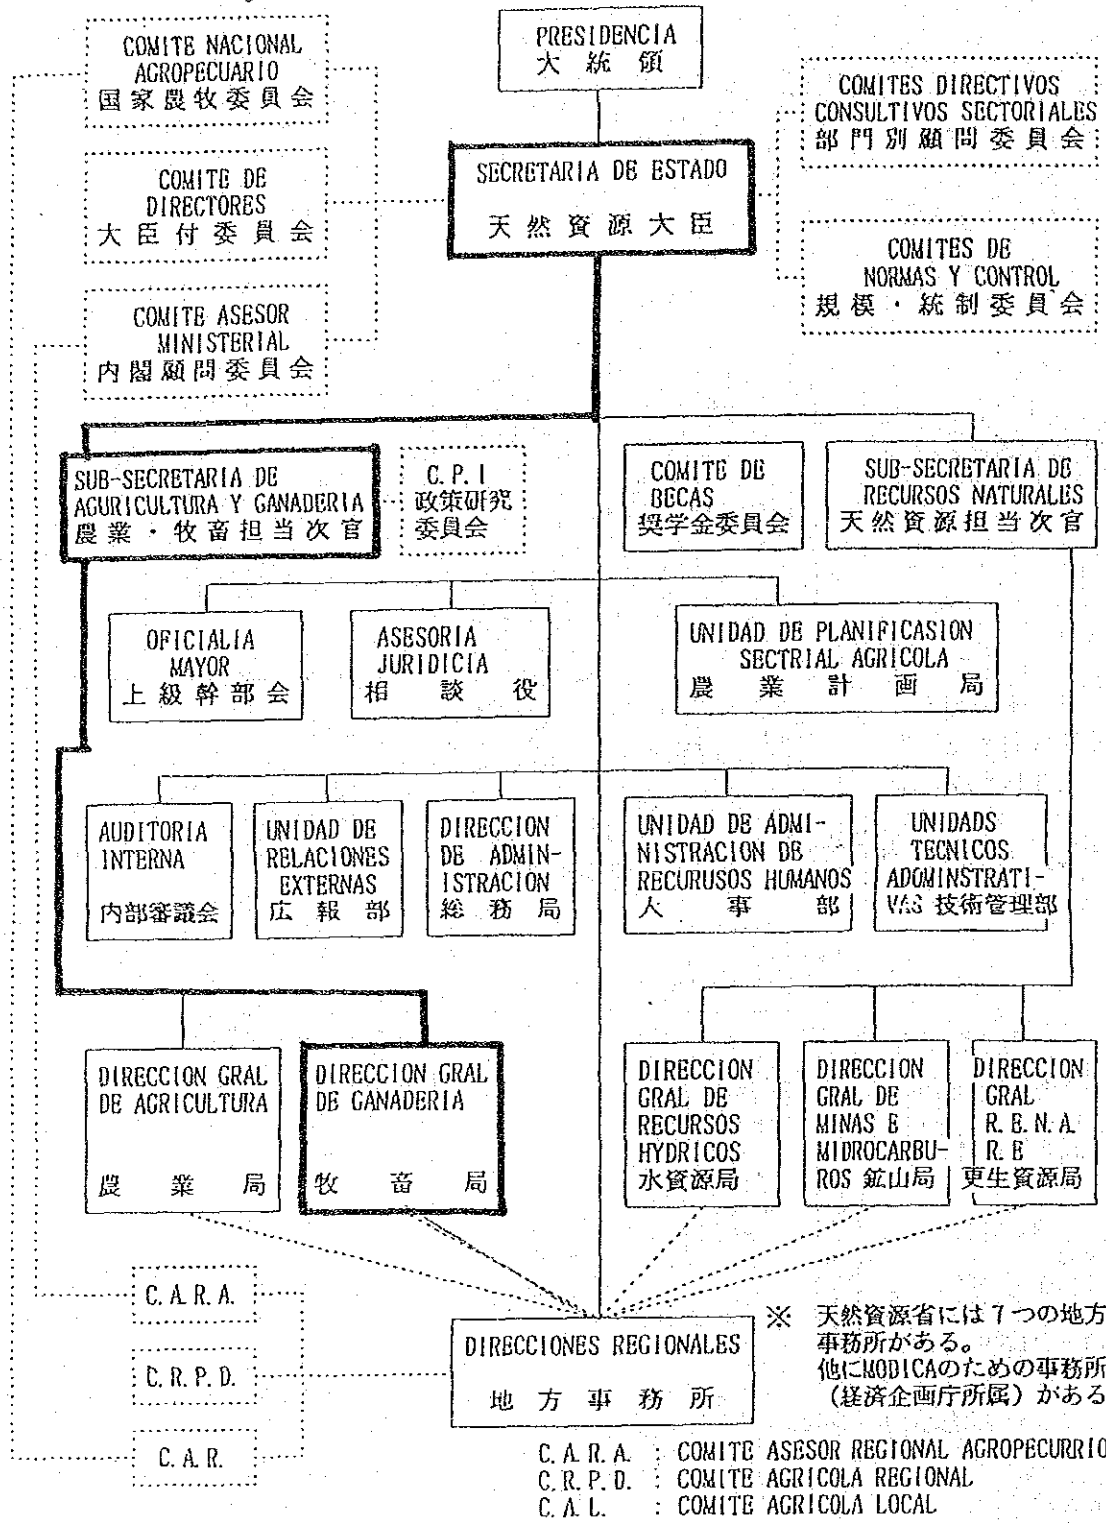 PRESIDENCIA
大統領
COMITE NACIONAL
AGROPECUARIO
国家農牧委員会
COMITES DIRECTIVOS
CONSULTIVOS SECTORIALES
部門別顧問委員会
SECRETARIA DE ESTADO
天然資源大臣
COMITE DE
DIRECTORES
大臣付委員会
COMITES DE
NORMAS Y CONTROL
規模・統制委員会
COMITE ASESOR
MINISTERIAL
内閣顧問委員会
SUB-SECRETARIA DE
AGURICULTURA Y GANADERIA
農業・牧畜担当次官
C.P.I
政策研究
委員会
COMITE DE
BECAS
奨学金委員会
SUB-SECRETARIA DE
RECURSOS NATURALES
天然資源担当次官
OFICIALIA
MAYOR
上級幹部会
ASESORIA
JURIDICIA
相談役
UNIDAD DE PLANIFICASION
SECTRIAL AGRICOLA
農業計画局
AUDITORIA
INTERNA
内部審議会
UNIDAD DE
RELACIONES
EXTERNAS
広報部
DIRECCION
DE ADMIN-
ISTRACION
総務局
UNIDAD DE ADMI-
NISTRACION DE
RECURUSOS HUMANOS
人事部
UNIDADS
TECNICOS
ADOMINSTRATI-
VAS 技術管理部
DIRECCION GRAL
DE AGRICULTURA
農業局
DIRECCION GRAL
DE GANADERIA
牧畜局
DIRECCION
GRAL DE
RECURSOS
HYDRICOS
水資源局
DIRECCION
GRAL DE
MINAS E
MIDROCARBU-
ROS 鉱山局
DIRECCION
GRAL
R.E.N.A.
R.E
更生資源局
C.A.R.A.
C.R.P.D.
C.A.R.
DIRECCIONES REGIONALES
地方事務所
※ 天然資源省には7つの地方
事務所がある。
他にMODICAのための事務所
（経済企画庁所属）がある
C.A.R.A. : COMITE ASESOR REGIONAL AGROPECURRIO
C.R.P.D. : COMITE AGRICOLA REGIONAL
C.A.L. : COMITE AGRICOLA LOCAL